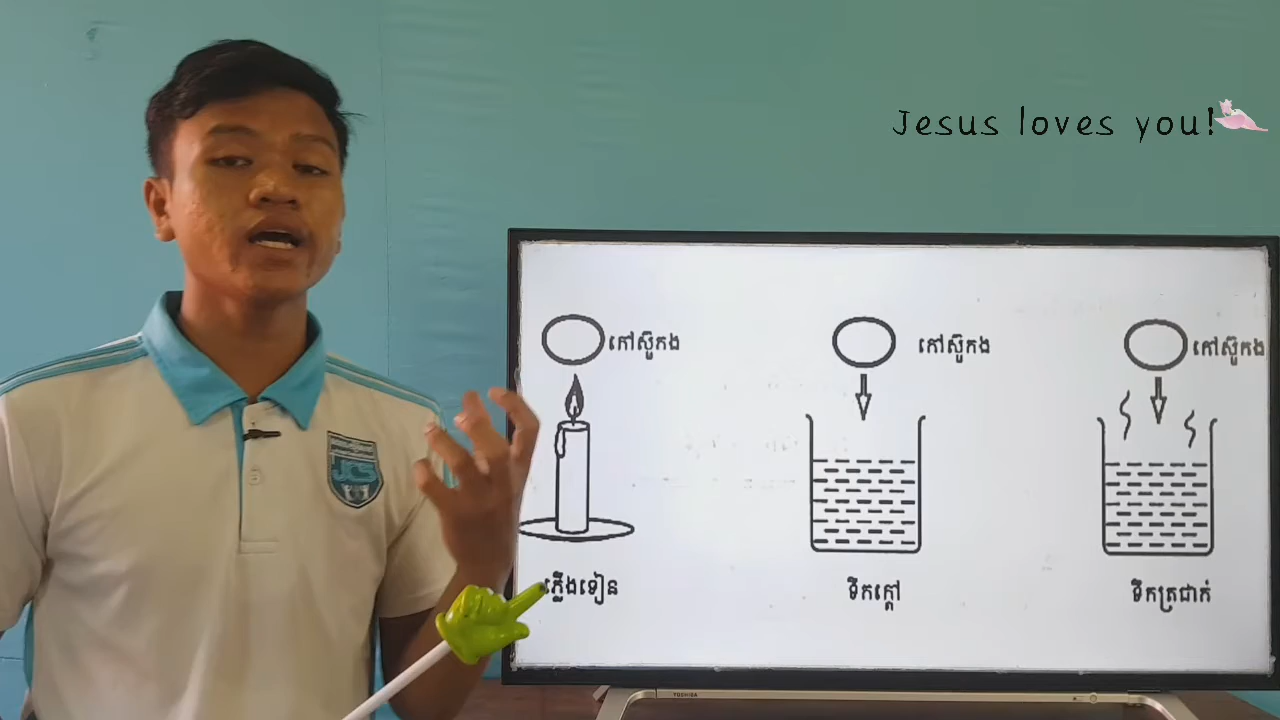 Jesus loves you!
កៅស៊ូកង
កៅស៊ូកង
កៅស៊ូកង
ភ្លើងទៀន
ទឹកក្ដៅ
ទឹកត្រជាក់
TOSHIBA